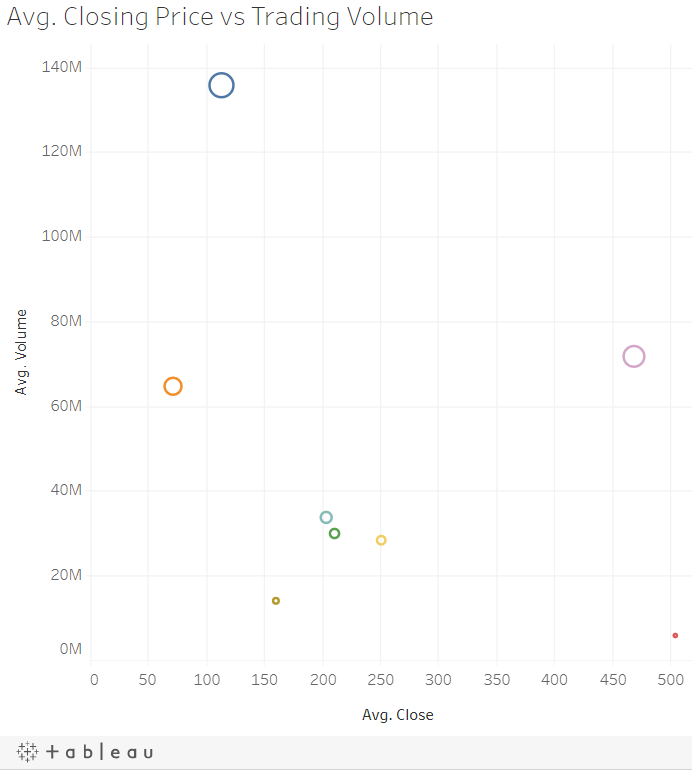 Avg. Closing Price vs Trading Volume
140M
120M
100M
80M
60M
40M
20M
0M
Avg. Volume
0 50 100 150 200 250 300 350 400 450 500
Avg. Close
+ableau